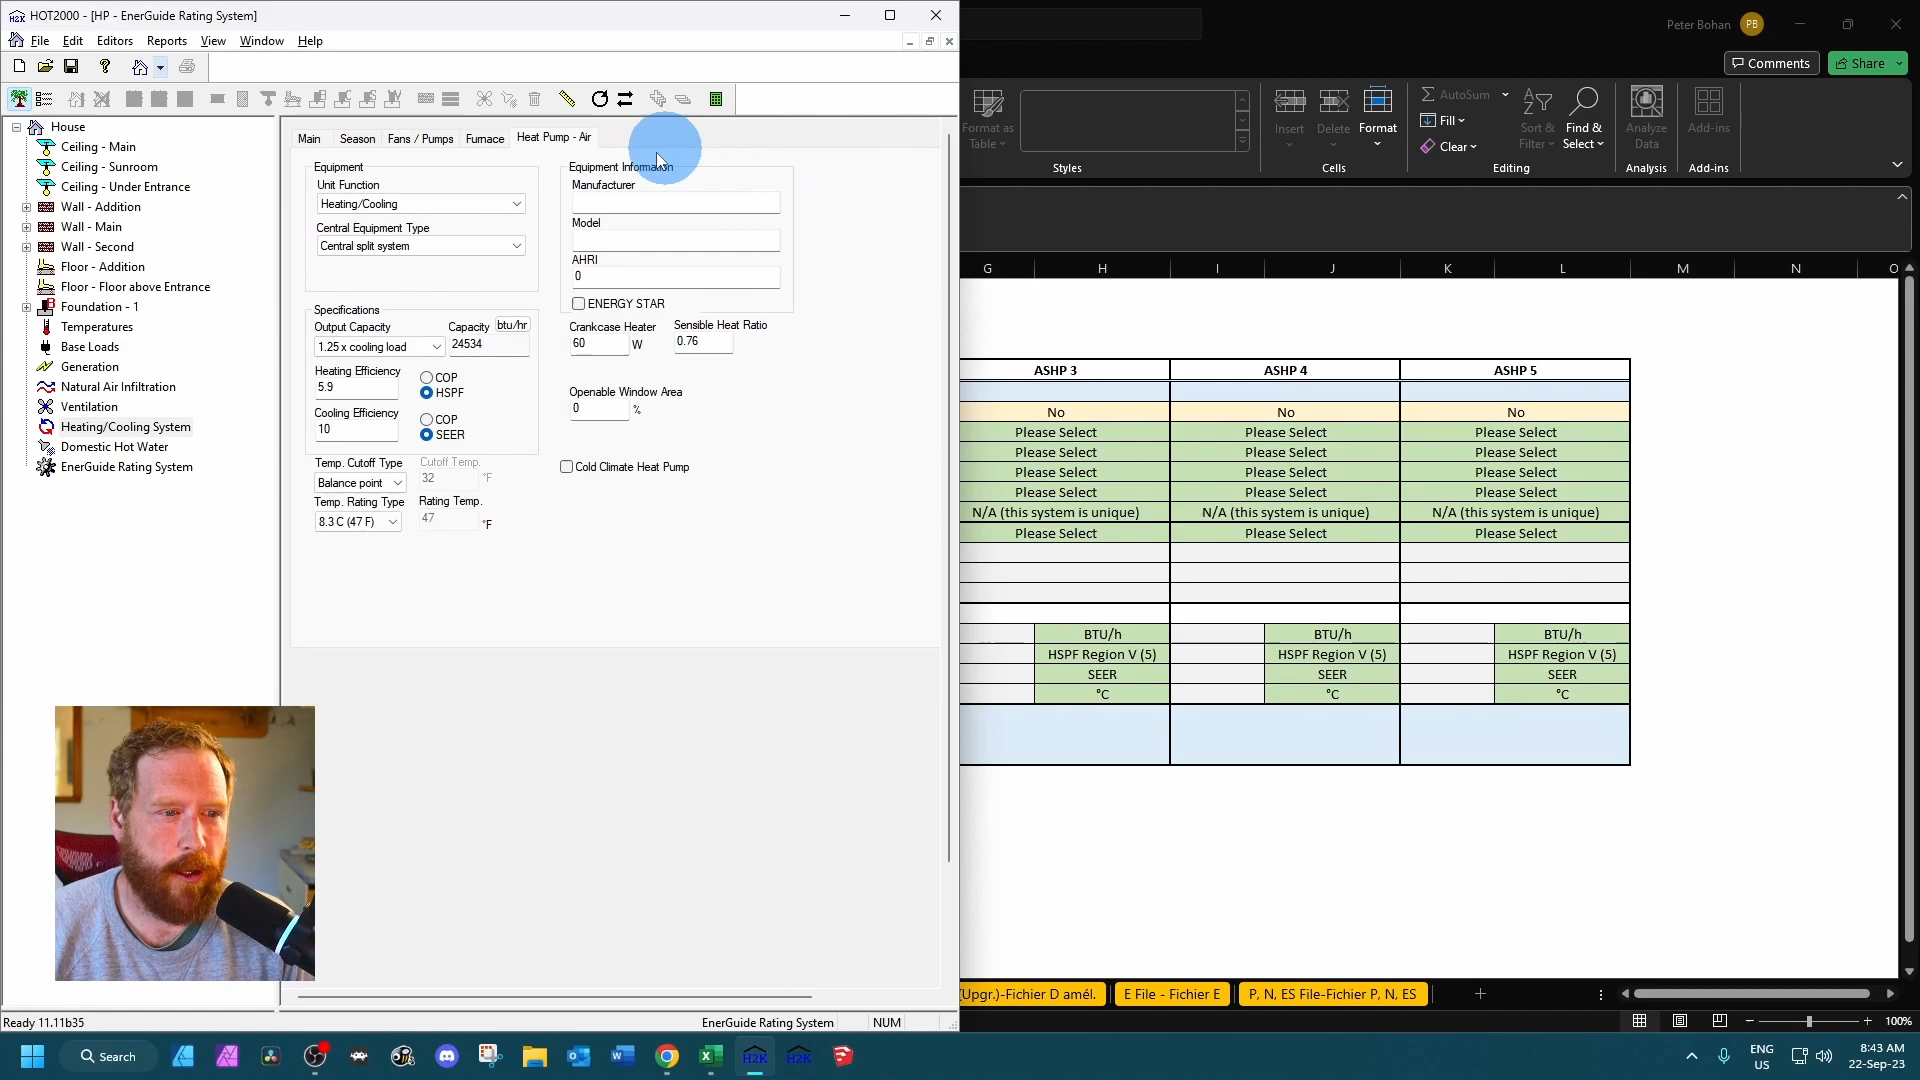 HOT2000 - [HP - EnerGuide Rating System]
File Edit Editors Reports View Window Help
House
Ceiling - Main
Ceiling - Sunroom
Ceiling - Under Entrance
Wall - Addition
Wall - Main
Wall - Second
Floor - Addition
Floor - Floor above Entrance
Foundation - 1
Temperatures
Base Loads
Generation
Natural Air Infiltration
Ventilation
Heating/Cooling System
Domestic Hot Water
EnerGuide Rating System
Main Season Fans / Pumps Furnace Heat Pump - Air
Equipment
Unit Function
Heating/Cooling
Central Equipment Type
Central split system
Specifications
Output Capacity Capacity btu/hr
1.25 x cooling load 24534
Heating Efficiency
5.9
COP
HSPF
Cooling Efficiency
10
COP
SEER
Temp. Cutoff Type Cutoff Temp.
Balance point 32 °F
Temp. Rating Type Rating Temp.
8.3 C (47 F) 47 °F
Equipment Information
Manufacturer
Model
AHRI
0
ENERGY STAR
Crankcase Heater Sensible Heat Ratio
60 W 0.76
Openable Window Area
0 %
Cold Climate Heat Pump
Ready 11.11b35 EnerGuide Rating System NUM
Peter Bohan PB
Comments Share
Format as Table
Insert Delete Format
AutoSum
Fill
Clear
Sort & Filter
Find & Select
Analyze Data
Add-ins
Styles Cells Editing Analysis Add-ins
G H I J K L M N O
ASHP 3 ASHP 4 ASHP 5
No No No
Please Select Please Select Please Select
Please Select Please Select Please Select
Please Select Please Select Please Select
Please Select Please Select Please Select
N/A (this system is unique) N/A (this system is unique) N/A (this system is unique)
Please Select Please Select Please Select
BTU/h BTU/h BTU/h
HSPF Region V (5) HSPF Region V (5) HSPF Region V (5)
SEER SEER SEER
°C °C °C
(Upgr.)-Fichier D amél. E File - Fichier E P, N, ES File-Fichier P, N, ES
100%
Search
H2K H2K
ENG
US
8:43 AM
22-Sep-23